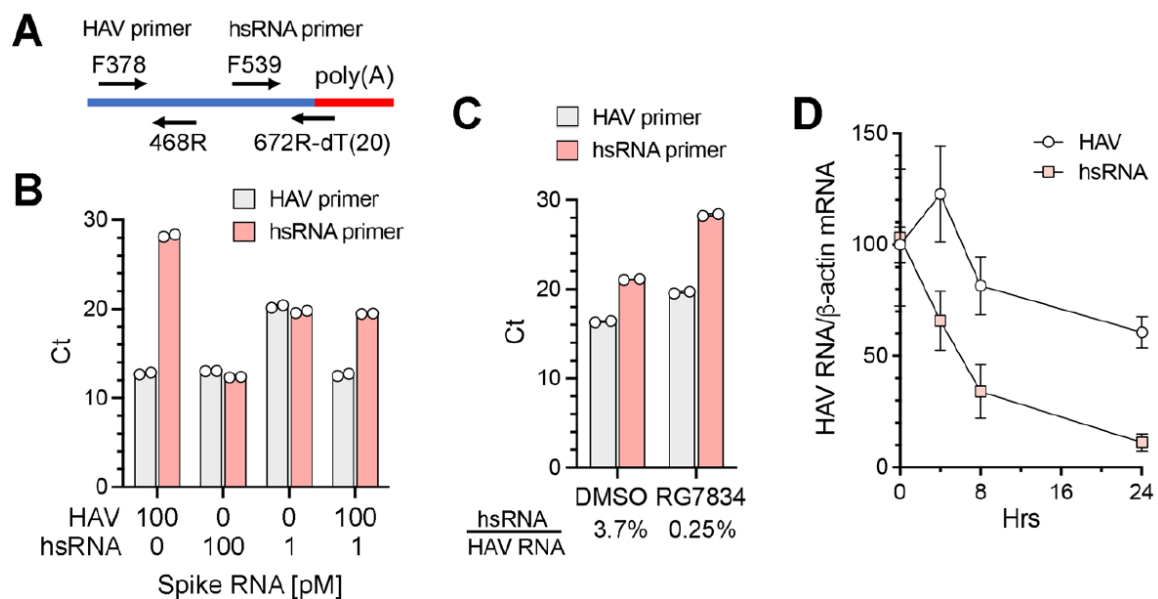 A
HAV primer hsRNA primer
F378 F539 poly(A)
468R 672R-dT(20)
B
HAV primer
hsRNA primer
30
20
10
0
Ct
HAV 100 0 0 100
hsRNA 0 100 1 1
Spike RNA [pM]
C
HAV primer
hsRNA primer
30
20
10
0
Ct
DMSO RG7834
hsRNA
HAV RNA
3.7% 0.25%
D
HAV
hsRNA
150
100
50
0
HAV RNA/β-actin mRNA
0 8 16 24
Hrs